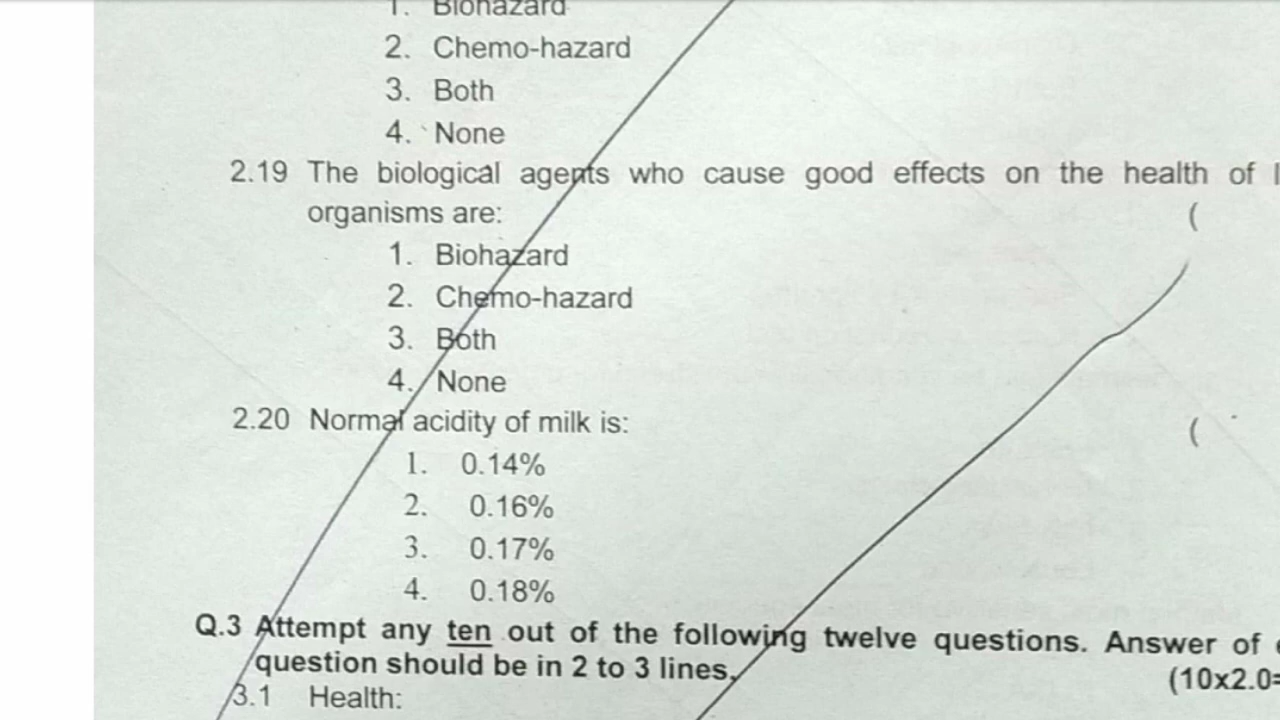 1. Biohazard
2. Chemo-hazard
3. Both
4. None
2.19 The biological agents who cause good effects on the health of
organisms are: (
1. Biohazard
2. Chemo-hazard
3. Both
4. None
2.20 Normal acidity of milk is: (
1. 0.14%
2. 0.16%
3. 0.17%
4. 0.18%
Q.3 Attempt any ten out of the following twelve questions. Answer of
question should be in 2 to 3 lines. (10x2.0=
3.1 Health: